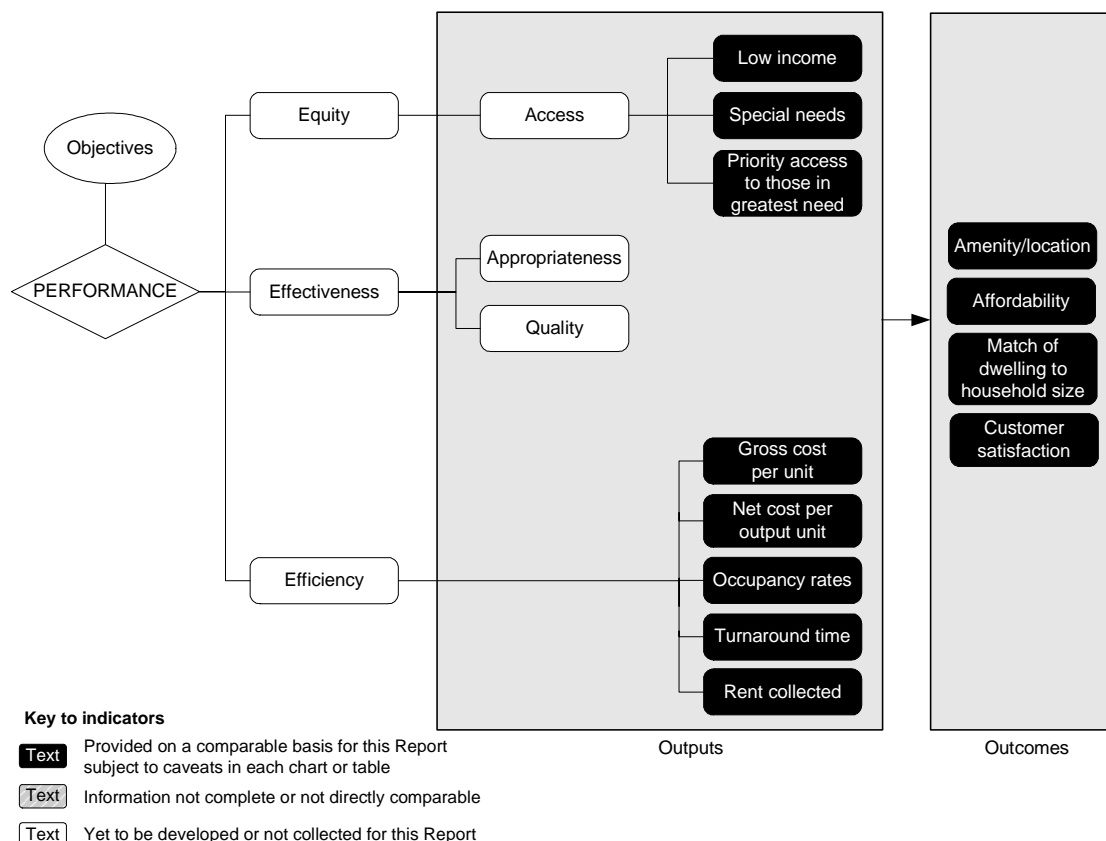 Objectives
PERFORMANCE
Equity
Effectiveness
Efficiency
Access
Appropriateness
Quality
Low income
Special needs
Priority access
to those in
greatest need
Gross cost
per unit
Net cost per
output unit
Occupancy rates
Turnaround time
Rent collected
Outputs
Amenity/location
Affordability
Match of
dwelling to
household size
Customer
satisfaction
Outcomes
Key to indicators
Text
Provided on a comparable basis for this Report
subject to caveats in each chart or table
Text
Information not complete or not directly comparable
Text
Yet to be developed or not collected for this Report